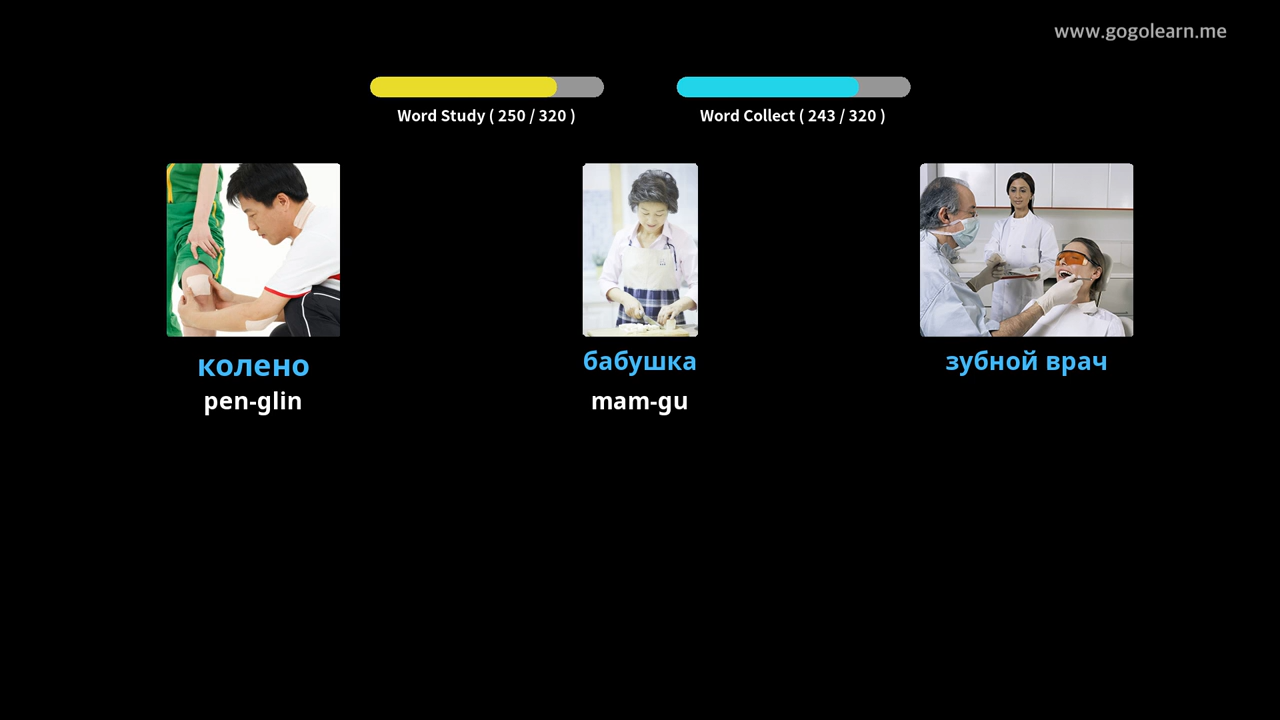 www.gogolearn.me
Word Study ( 250 / 320 )
Word Collect ( 243 / 320 )
колено
pen-glin
бабушка
mam-gu
зубной врач